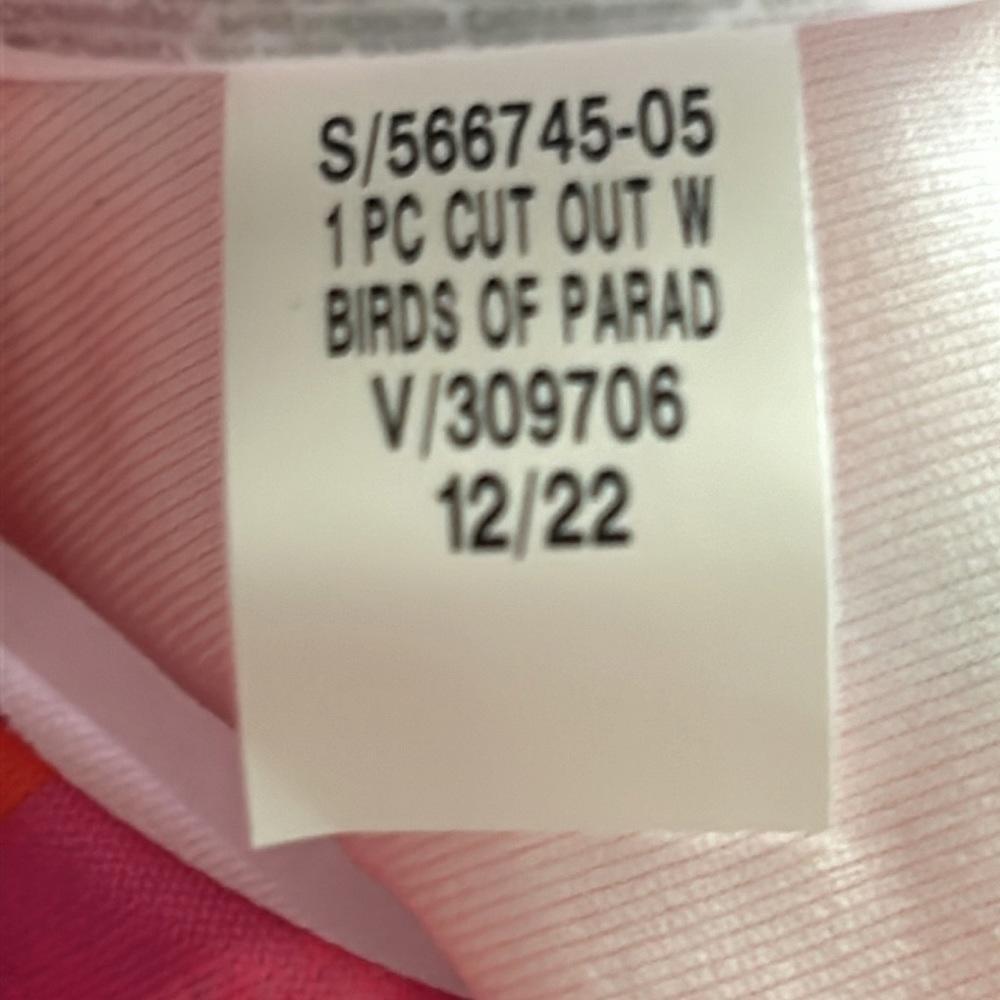 S/566745-05
1 PC CUT OUT W
BIRDS OF PARAD
V/309706
12/22